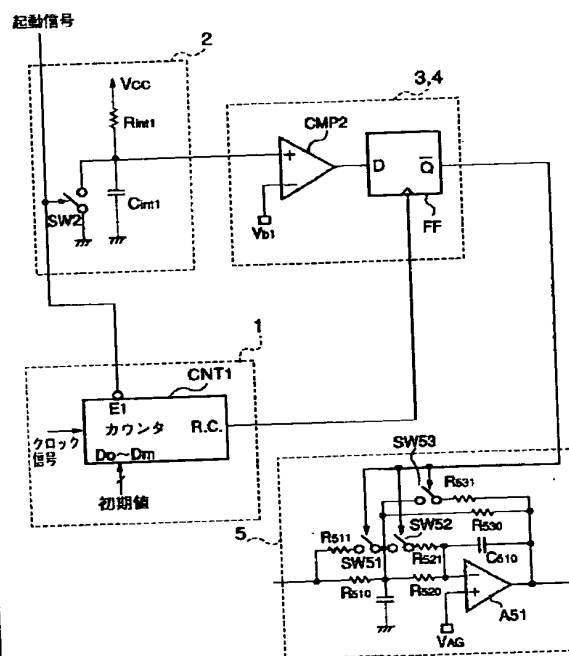 起動信号
2
Vcc
Rint1
SW2
Cint1
3,4
CMP2
Vb1
D
Q̅
FF
1
CNT1
E1
カウンタ
R.C.
Do～Dm
クロック
信号
初期値
5
SW53
R531
R530
SW52
R511
SW51
R521
C510
R510
R520
A51
VAG